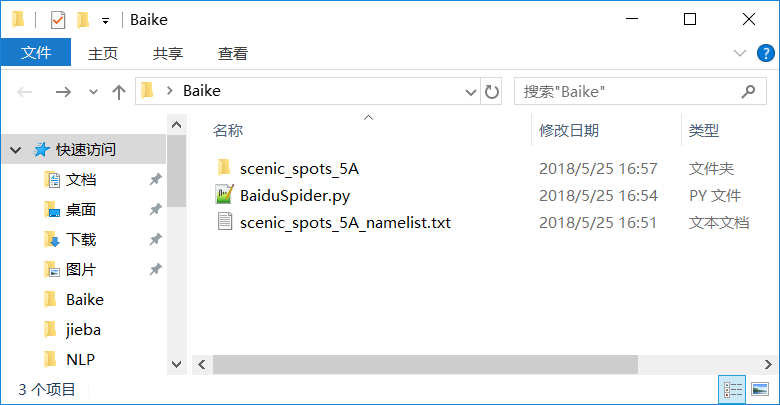 Baike
文件 主页 共享 查看
Baike 搜索"Baike"
名称 修改日期 类型
快速访问
文档
桌面
下载
图片
Baike
jieba
NLP
scenic_spots_5A 2018/5/25 16:57 文件夹
BaiduSpider.py 2018/5/25 16:54 PY 文件
scenic_spots_5A_namelist.txt 2018/5/25 16:51 文本文档
3 个项目